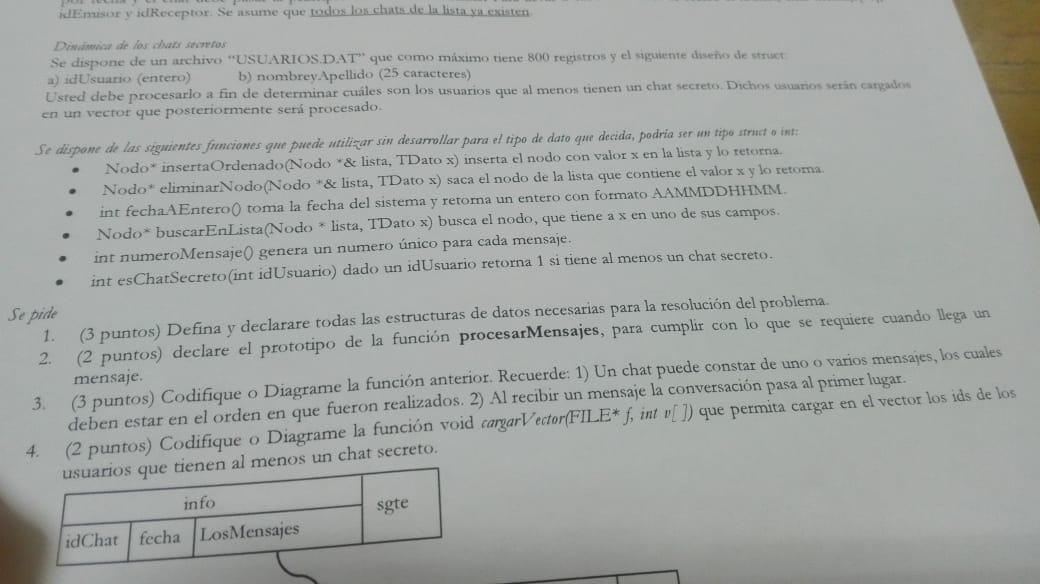 idEmisor y idReceptor. Se asume que todos los chats de la lista ya existen.
Dinámica de los chats secretos
Se dispone de un archivo “USUARIOS.DAT” que como máximo tiene 800 registros y el siguiente diseño de struct:
a) idUsuario (entero) b) nombreyApellido (25 caracteres)
Usted debe procesarlo a fin de determinar cuáles son los usuarios que al menos tienen un chat secreto. Dichos usuarios serán cargados
en un vector que posteriormente será procesado.
Se dispone de las siguientes funciones que puede utilizar sin desarrollar para el tipo de dato que decida, podría ser un tipo struct o int:
• Nodo* insertaOrdenado(Nodo *& lista, TDato x) inserta el nodo con valor x en la lista y lo retorna.
• Nodo* eliminarNodo(Nodo *& lista, TDato x) saca el nodo de la lista que contiene el valor x y lo retorna.
• int fechaAEntero() toma la fecha del sistema y retorna un entero con formato AAMMDDHHMM.
• Nodo* buscarEnLista(Nodo * lista, TDato x) busca el nodo, que tiene a x en uno de sus campos.
• int numeroMensaje() genera un numero único para cada mensaje.
• int esChatSecreto(int idUsuario) dado un idUsuario retorna 1 si tiene al menos un chat secreto.
Se pide
1. (3 puntos) Defina y declarare todas las estructuras de datos necesarias para la resolución del problema.
2. (2 puntos) declare el prototipo de la función procesarMensajes, para cumplir con lo que se requiere cuando llega un
mensaje.
3. (3 puntos) Codifique o Diagrame la función anterior. Recuerde: 1) Un chat puede constar de uno o varios mensajes, los cuales
deben estar en el orden en que fueron realizados. 2) Al recibir un mensaje la conversación pasa al primer lugar.
4. (2 puntos) Codifique o Diagrame la función void cargarVector(FILE* f, int v[ ]) que permita cargar en el vector los ids de los
usuarios que tienen al menos un chat secreto.
info sgte
idChat fecha LosMensajes